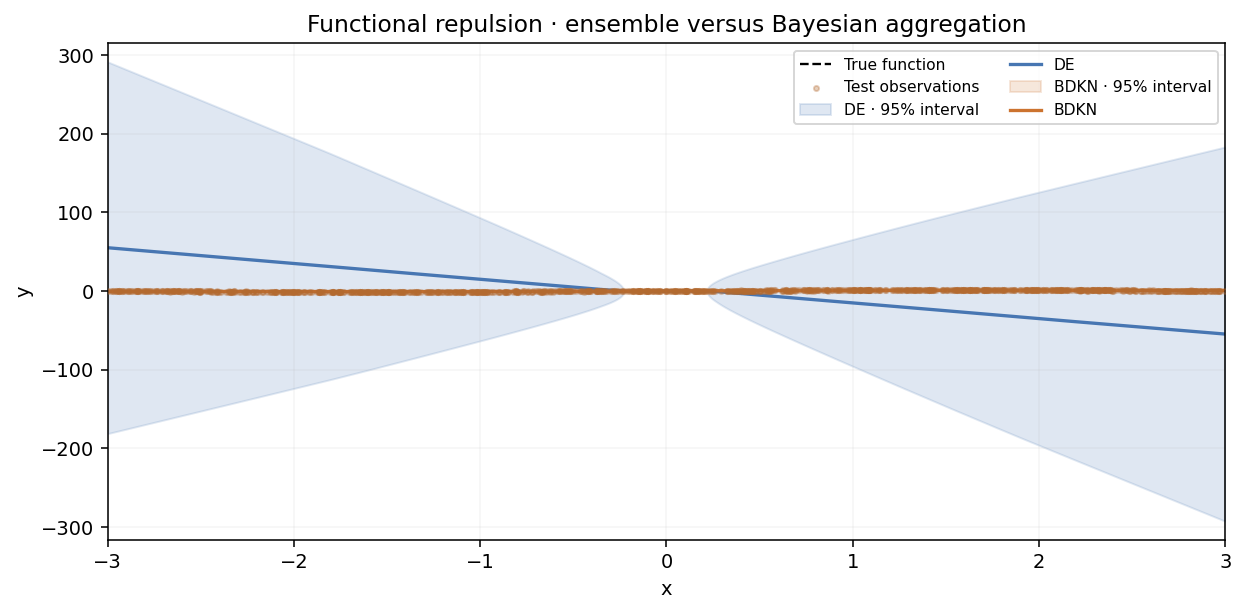 Functional repulsion · ensemble versus Bayesian aggregation
300
200
100
0
−100
−200
−300
y
True function
Test observations
DE · 95% interval
DE
BDKN · 95% interval
BDKN
−3
−2
−1
0
1
2
3
x